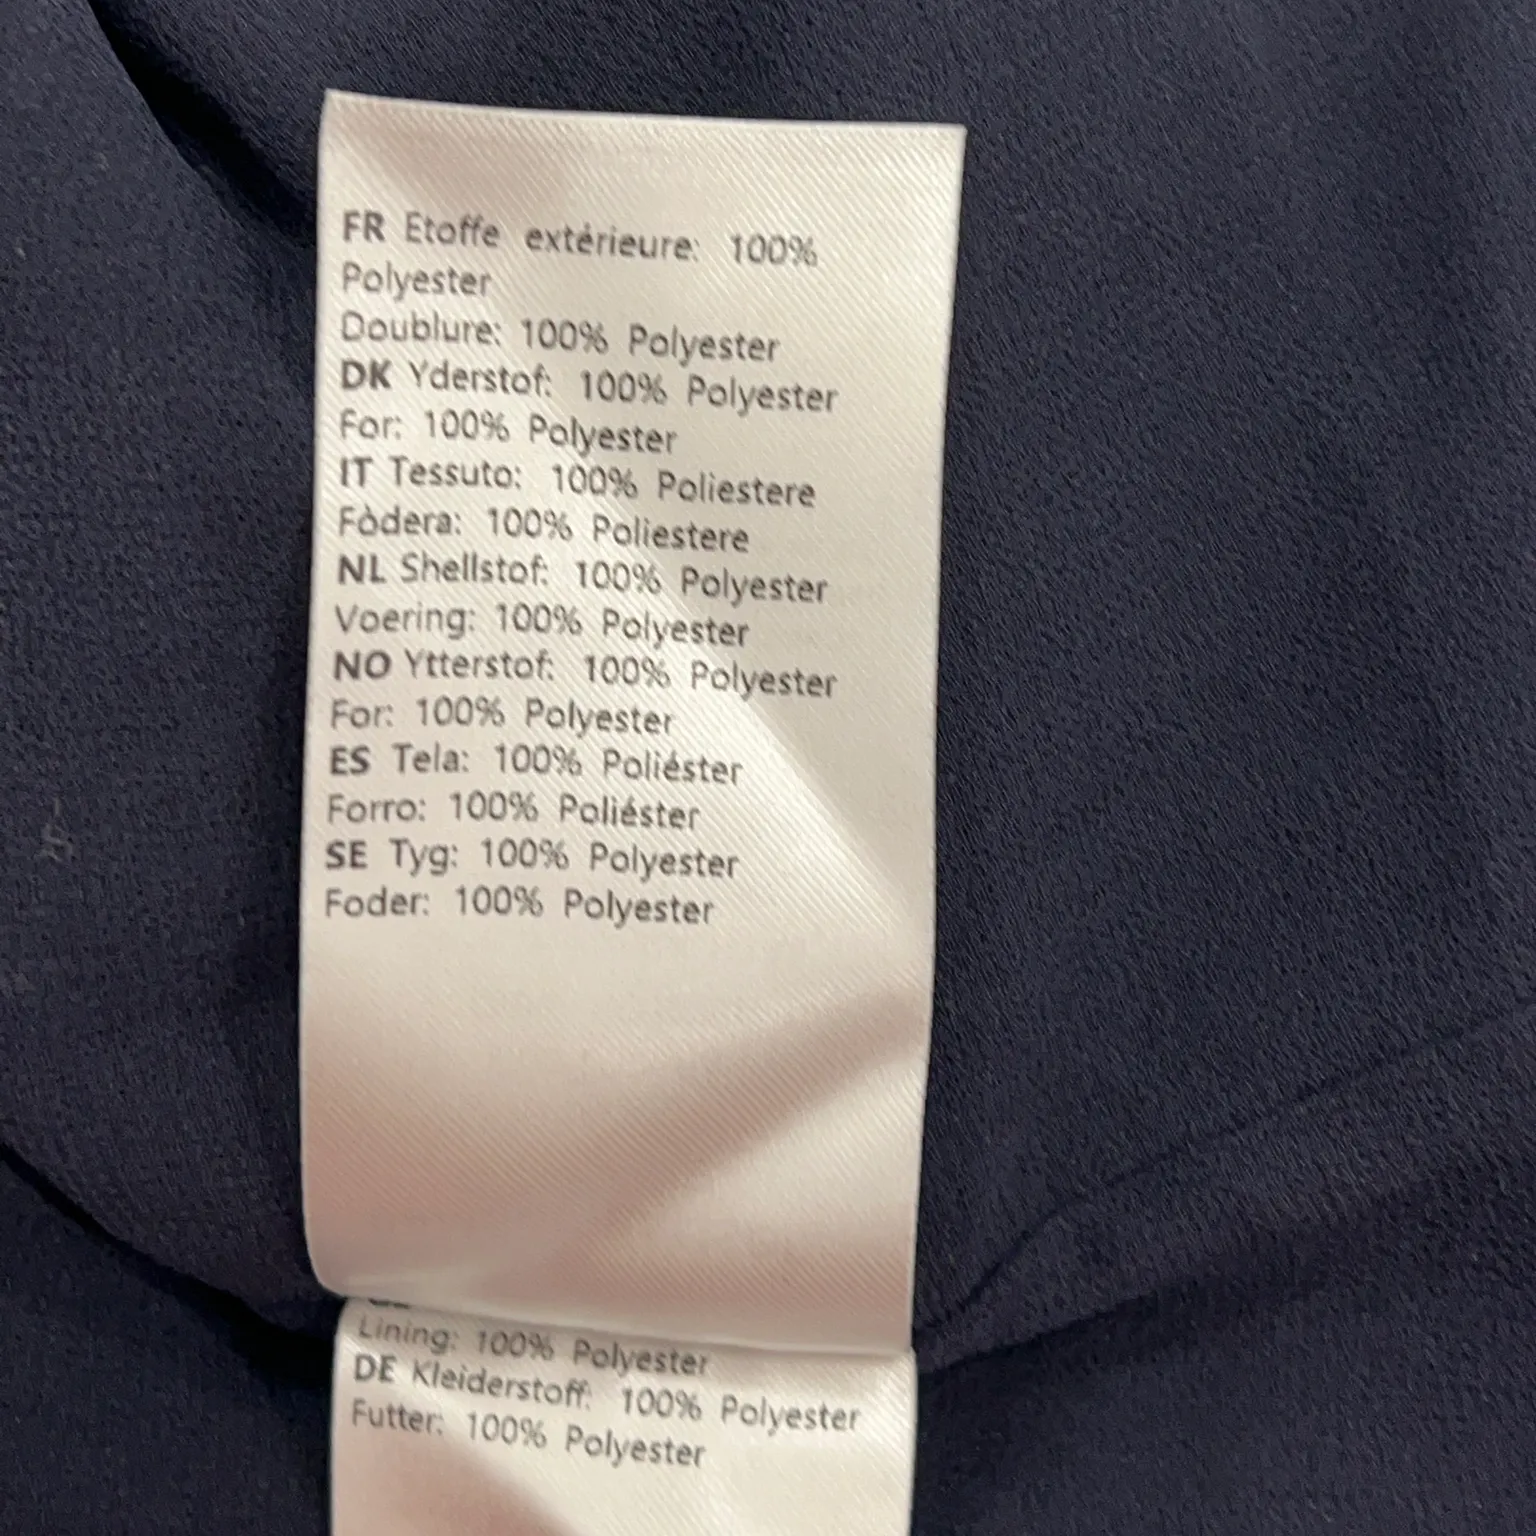 FR Etoffe extérieure: 100%
Polyester
Doublure: 100% Polyester
DK Yderstof: 100% Polyester
For: 100% Polyester
IT Tessuto: 100% Poliestere
Fòdera: 100% Poliestere
NL Shellstof: 100% Polyester
Voering: 100% Polyester
NO Ytterstof: 100% Polyester
For: 100% Polyester
ES Tela: 100% Poliéster
Forro: 100% Poliéster
SE Tyg: 100% Polyester
Foder: 100% Polyester
Lining: 100% Polyester
DE Kleiderstoff: 100% Polyester
Futter: 100% Polyester